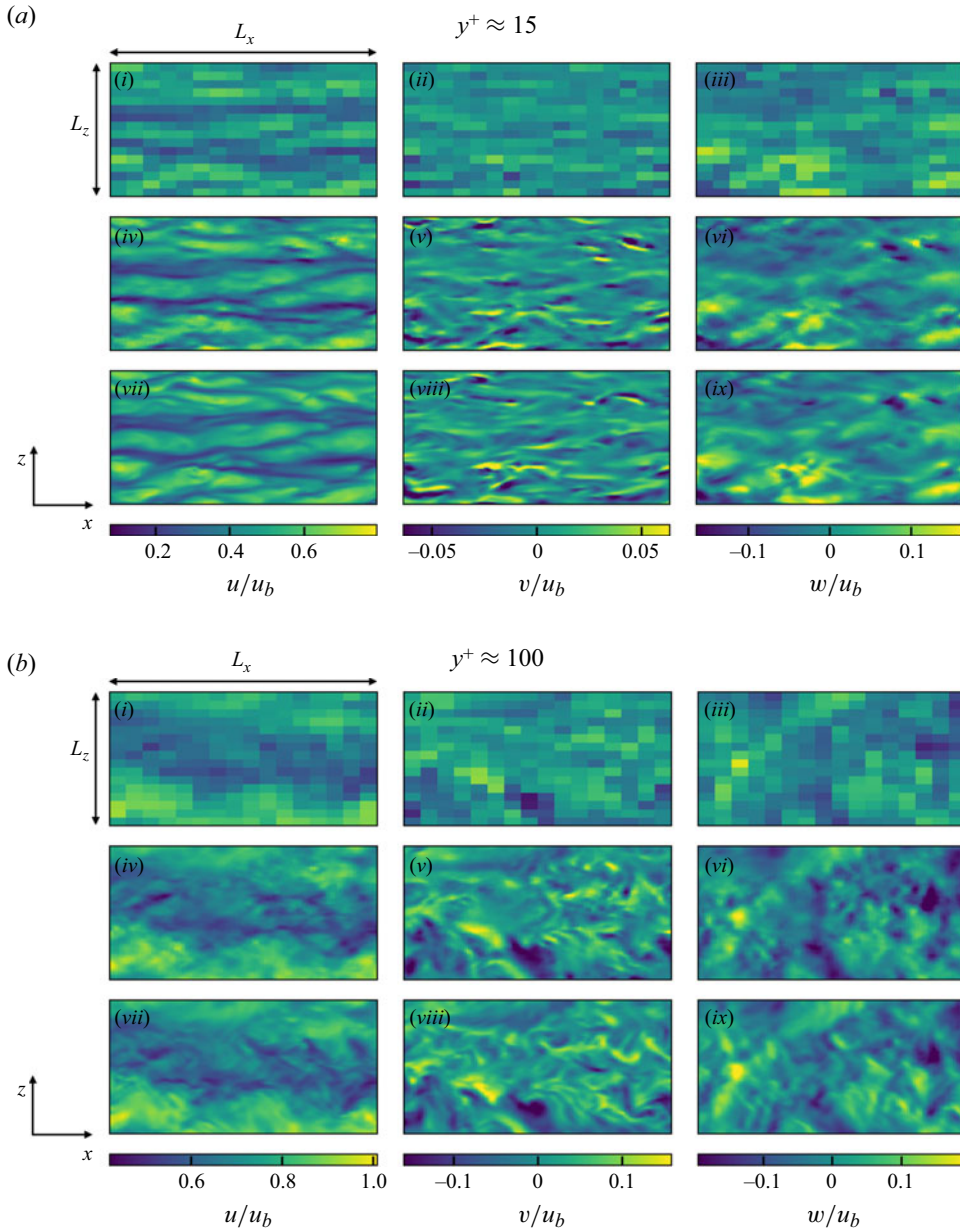 (a)
y⁺ ≈ 15
Lₓ
L_z
(i)
(ii)
(iii)
(iv)
(v)
(vi)
(vii)
(viii)
(ix)
z
x
0.2 0.4 0.6
–0.05 0 0.05
–0.1 0 0.1
u/u_b
v/u_b
w/u_b
(b)
y⁺ ≈ 100
Lₓ
L_z
(i)
(ii)
(iii)
(iv)
(v)
(vi)
(vii)
(viii)
(ix)
z
x
0.6 0.8 1.0
–0.1 0 0.1
–0.1 0 0.1
u/u_b
v/u_b
w/u_b